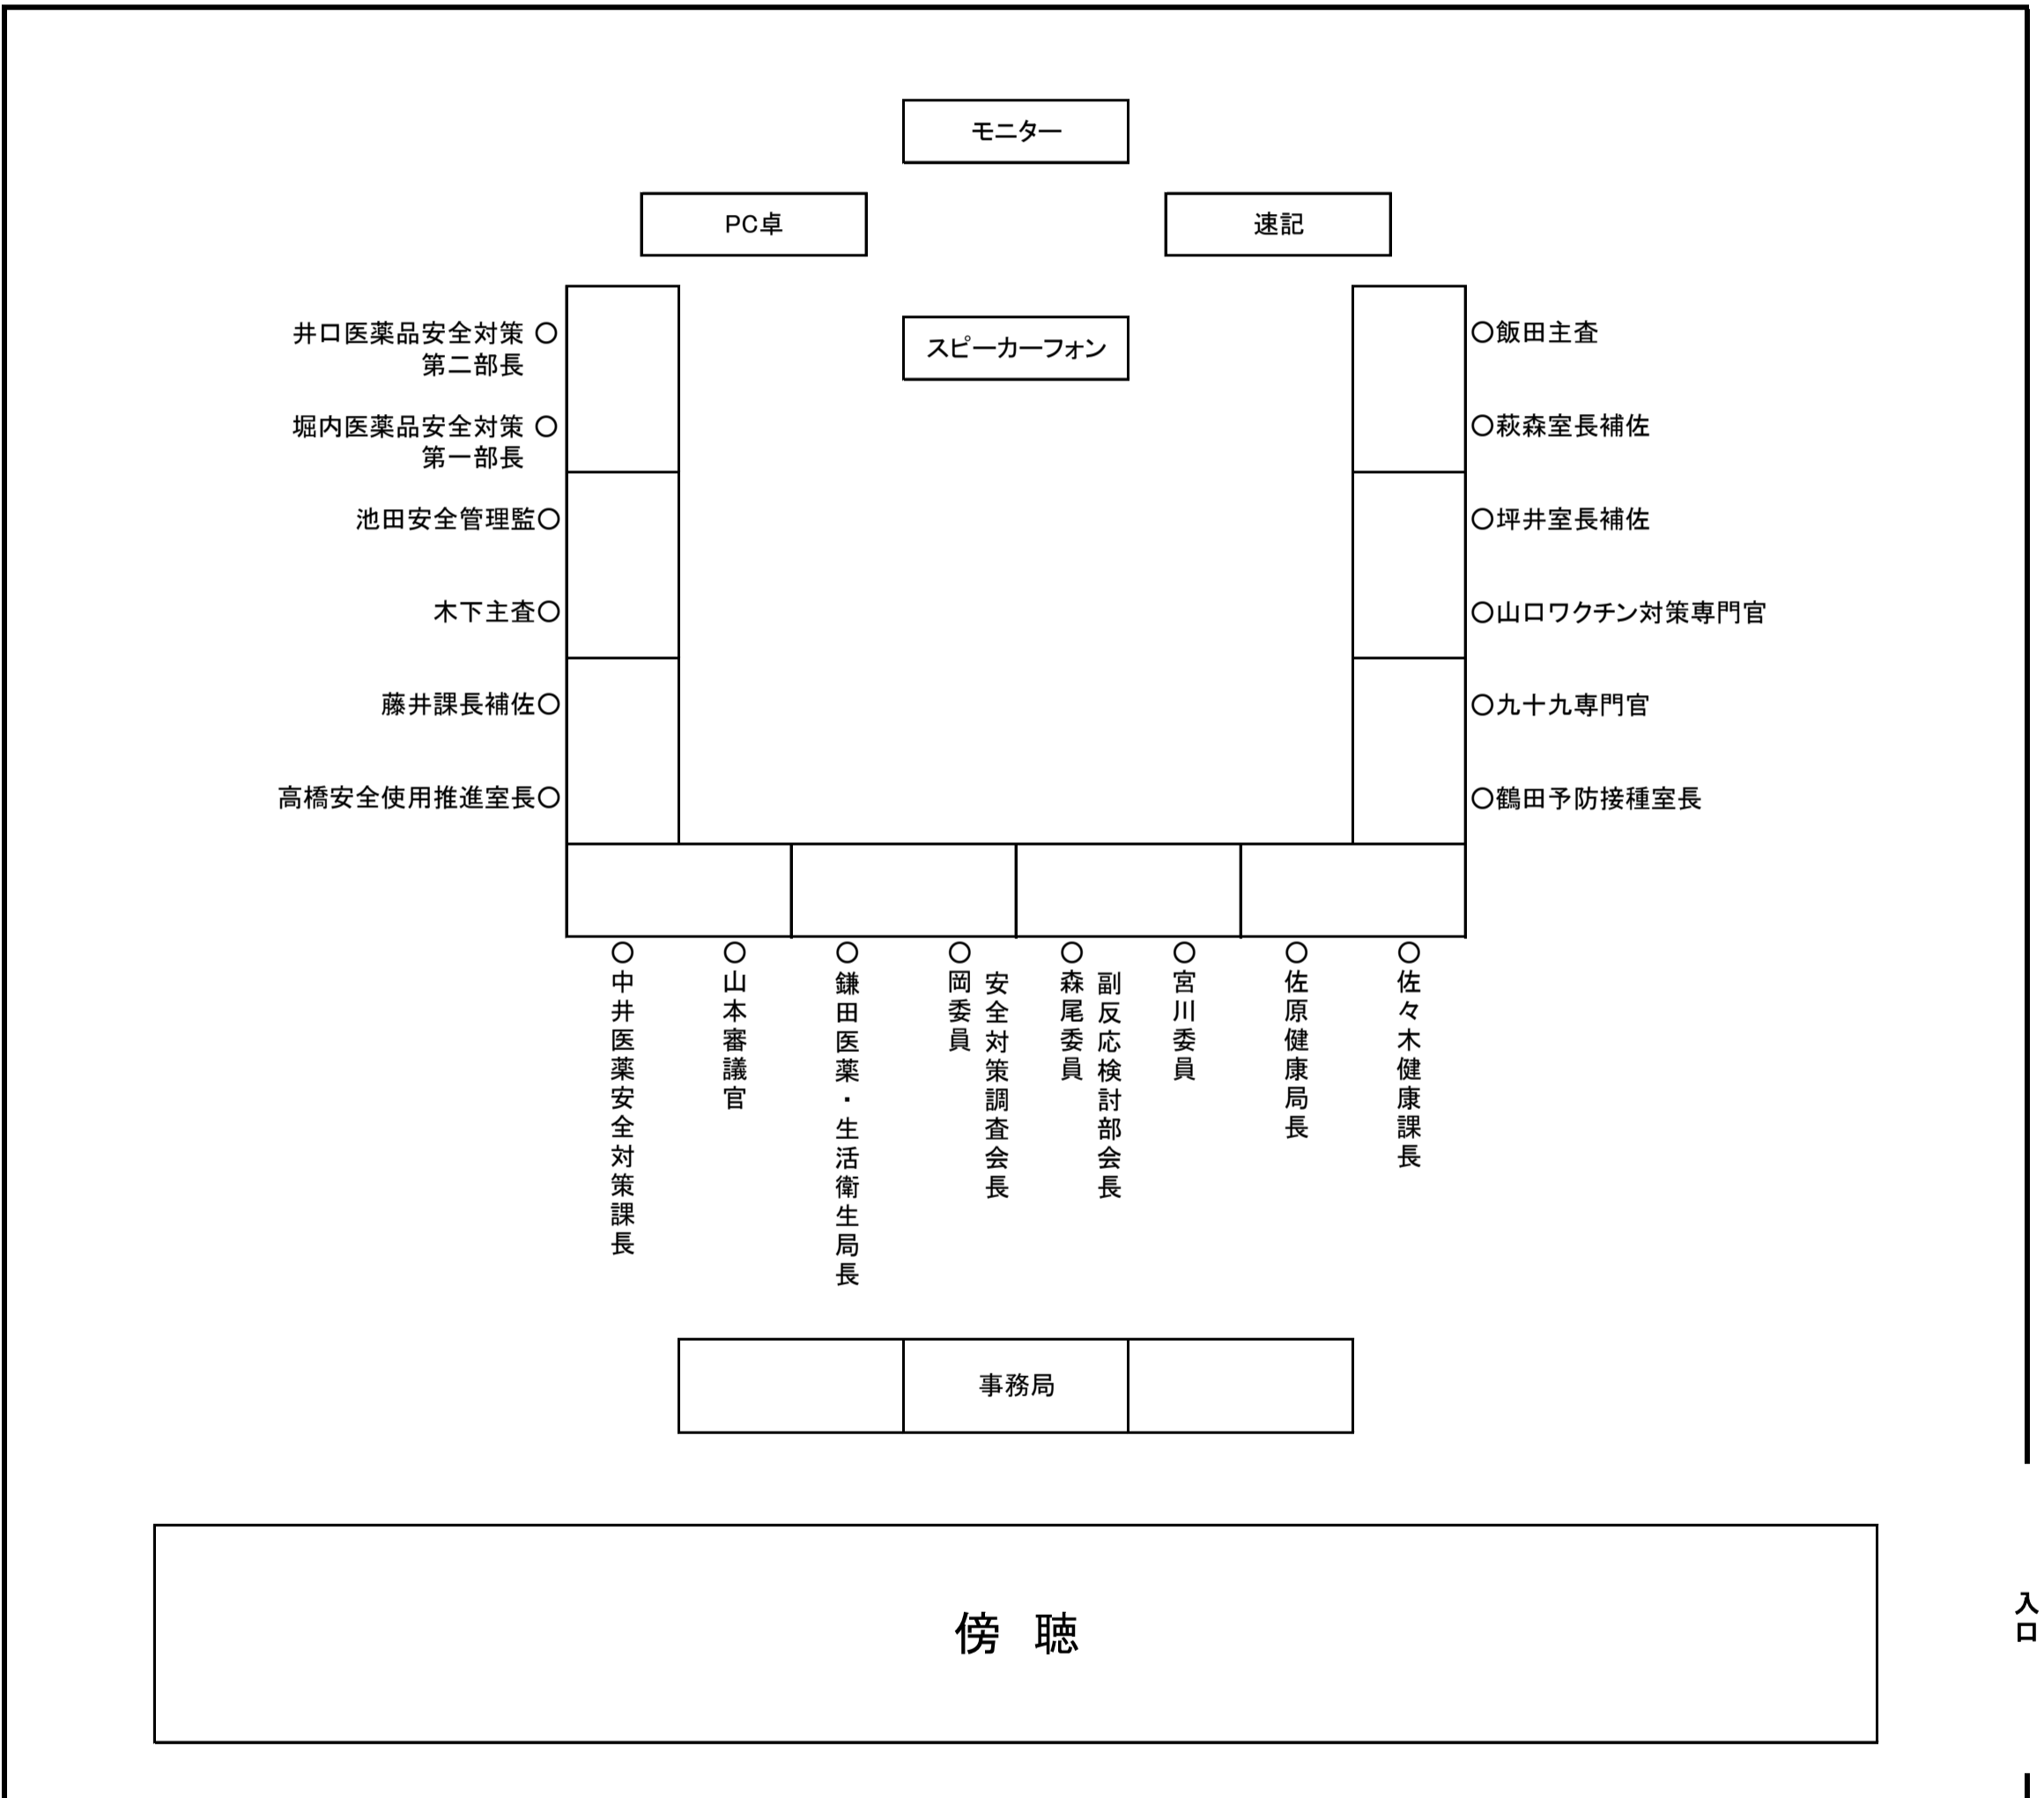 モニター
PC卓
速記
スピーカーフォン
井口医薬品安全対策
第二部長
堀内医薬品安全対策
第一部長
池田安全管理監
木下主査
藤井課長補佐
高橋安全使用推進室長
飯田主査
萩森室長補佐
坪井室長補佐
山口ワクチン対策専門官
九十九専門官
鶴田予防接種室長
中井医薬安全対策課長
山本審議官
鎌田医薬・生活衛生局長
岡委員
安全対策調査会長
森尾委員
副反応検討部会長
宮川委員
佐原健康局長
佐々木健康課長
事務局
傍 聴
入口